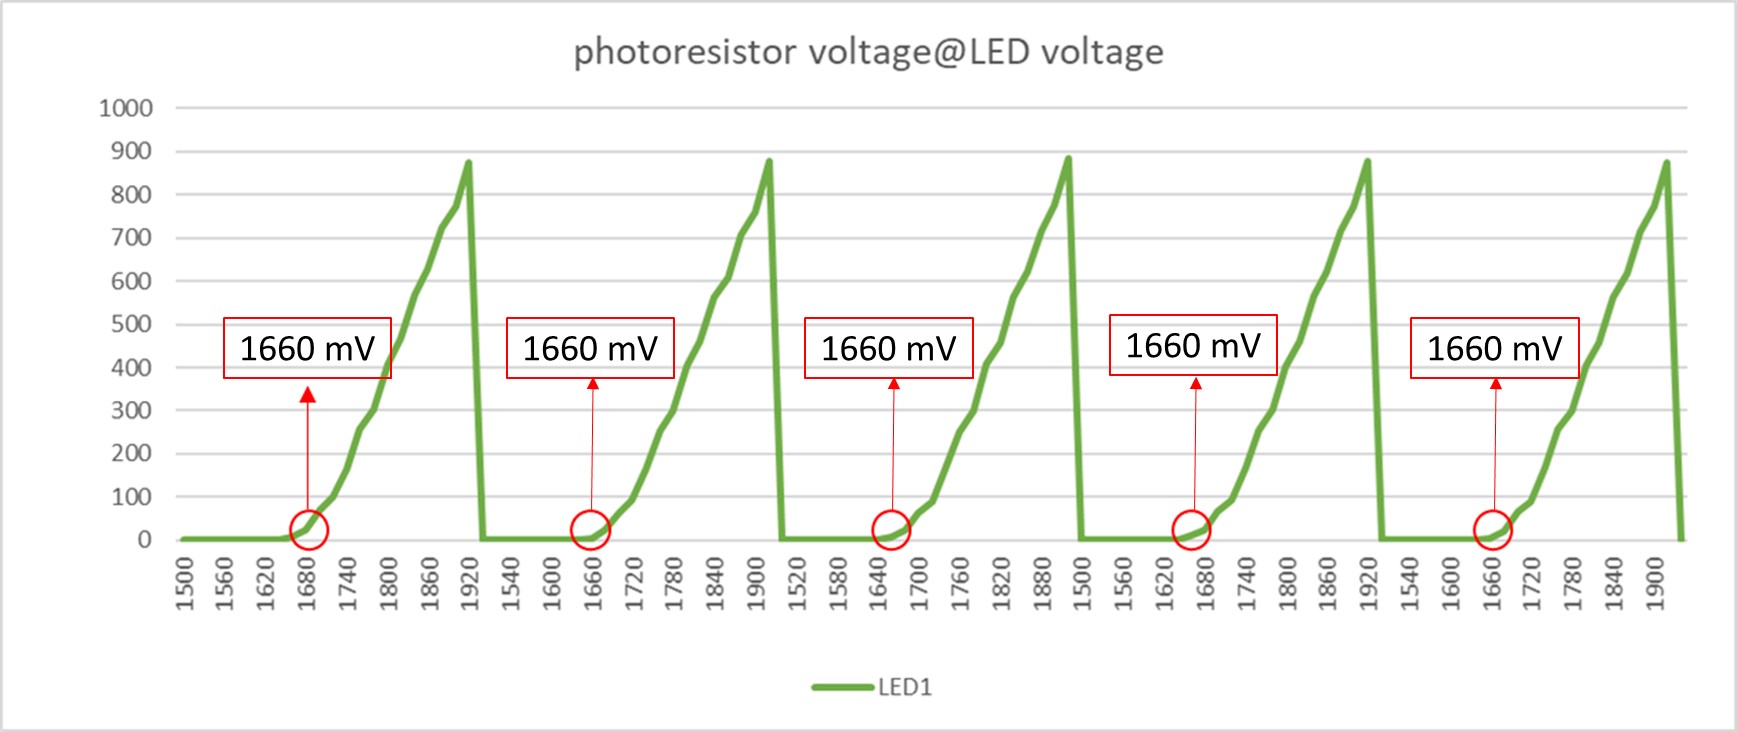 photoresistor voltage@LED voltage
1000
900
800
700
600
500
400
300
200
100
0
1660 mV
1660 mV
1660 mV
1660 mV
1660 mV
1500 1560 1620 1680 1740 1800 1860 1920 1540 1600 1660 1720 1780 1840 1900 1520 1580 1640 1700 1760 1820 1880 1500 1560 1620 1680 1740 1800 1860 1920 1540 1600 1660 1720 1780 1840 1900
LED1